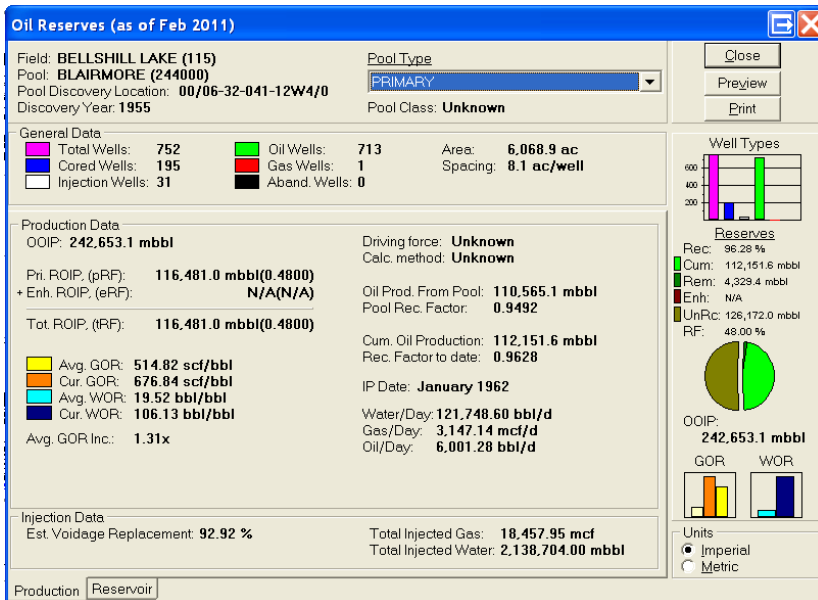 Oil Reserves (as of Feb 2011)
Field: BELLSHILL LAKE (115)
Pool: BLAIRMORE (244000)
Pool Discovery Location: 00/06-32-041-12W4/0
Discovery Year: 1955
Pool Type
PRIMARY
Pool Class: Unknown
Close
Preview
Print
General Data
Total Wells: 752
Oil Wells: 713
Area: 6,068.9 ac
Cored Wells: 195
Gas Wells: 1
Spacing: 8.1 ac/well
Injection Wells: 31
Aband. Wells: 0
Production Data
OOIP: 242,653.1 mbbl
Pri. ROIP, (pRF): 116,481.0 mbbl(0.4800)
+ Enh. ROIP, (eRF): N/A(N/A)
Tot. ROIP, (tRF): 116,481.0 mbbl(0.4800)
Avg. GOR: 514.82 scf/bbl
Cur. GOR: 676.84 scf/bbl
Avg. WOR: 19.52 bbl/bbl
Cur. WOR: 106.13 bbl/bbl
Avg. GOR Inc.: 1.31x
Driving force: Unknown
Calc. method: Unknown
Oil Prod. From Pool: 110,565.1 mbbl
Pool Rec. Factor: 0.9492
Cum. Oil Production: 112,151.6 mbbl
Rec. Factor to date: 0.9628
IP Date: January 1962
Water/Day: 121,748.60 bbl/d
Gas/Day: 3,147.14 mcf/d
Oil/Day: 6,001.28 bbl/d
Injection Data
Est. Voidage Replacement: 92.92 %
Total Injected Gas: 18,457.95 mcf
Total Injected Water: 2,138,704.00 mbbl
Well Types
600
400
200
Reserves
Rec: 96.28 %
Cum: 112,151.6 mbbl
Rem: 4,329.4 mbbl
Enh: N/A
UnRc: 126,172.0 mbbl
RF: 48.00 %
OOIP:
242,653.1 mbbl
GOR WOR
Units
Imperial
Metric
Production Reservoir